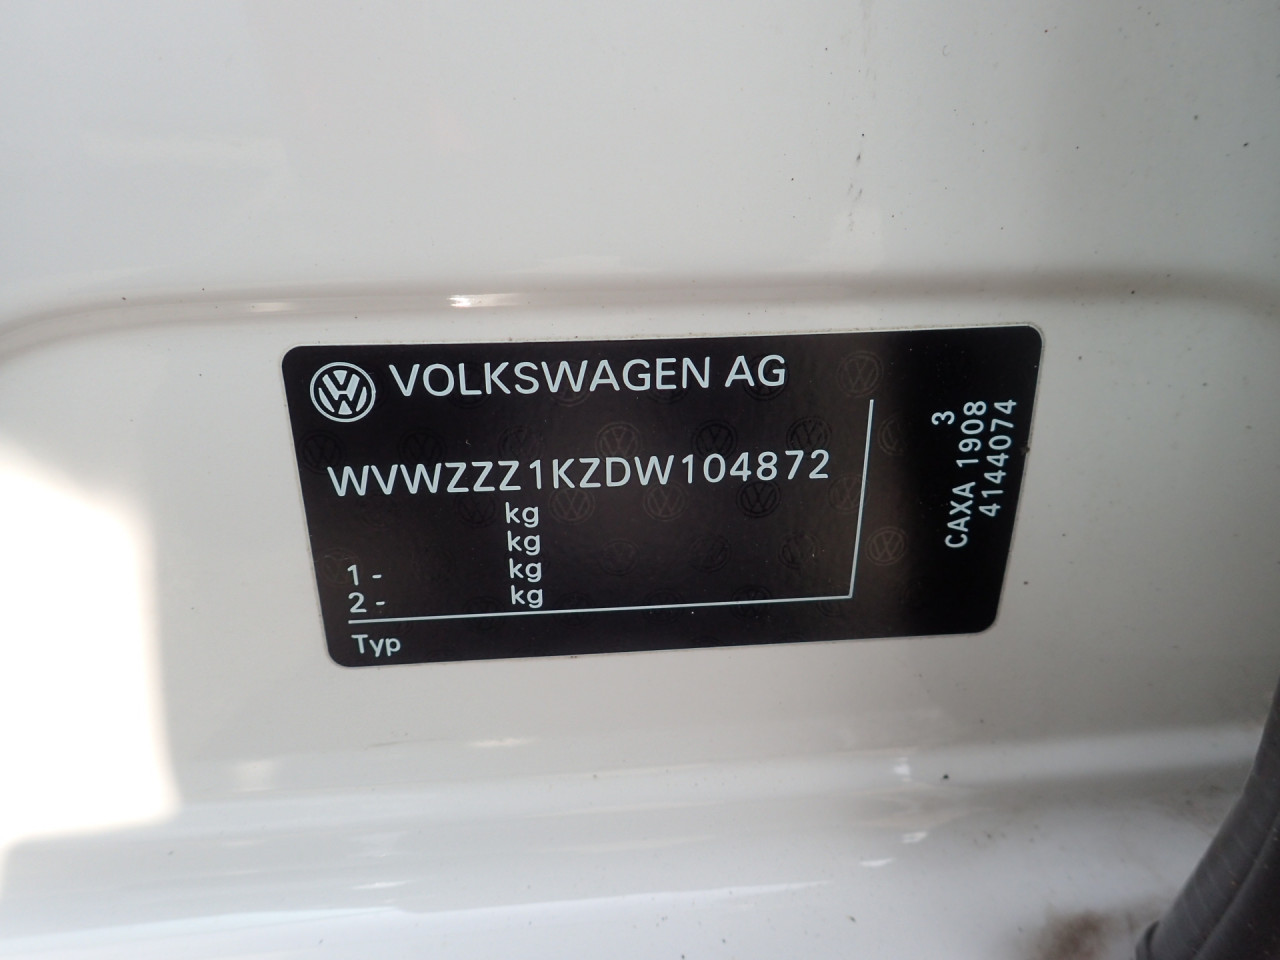 VOLKSWAGEN AG
WVWZZZ1KZDW104872
kg
kg
1 - kg
2 - kg
Typ
3
CAXA 1908
4144074